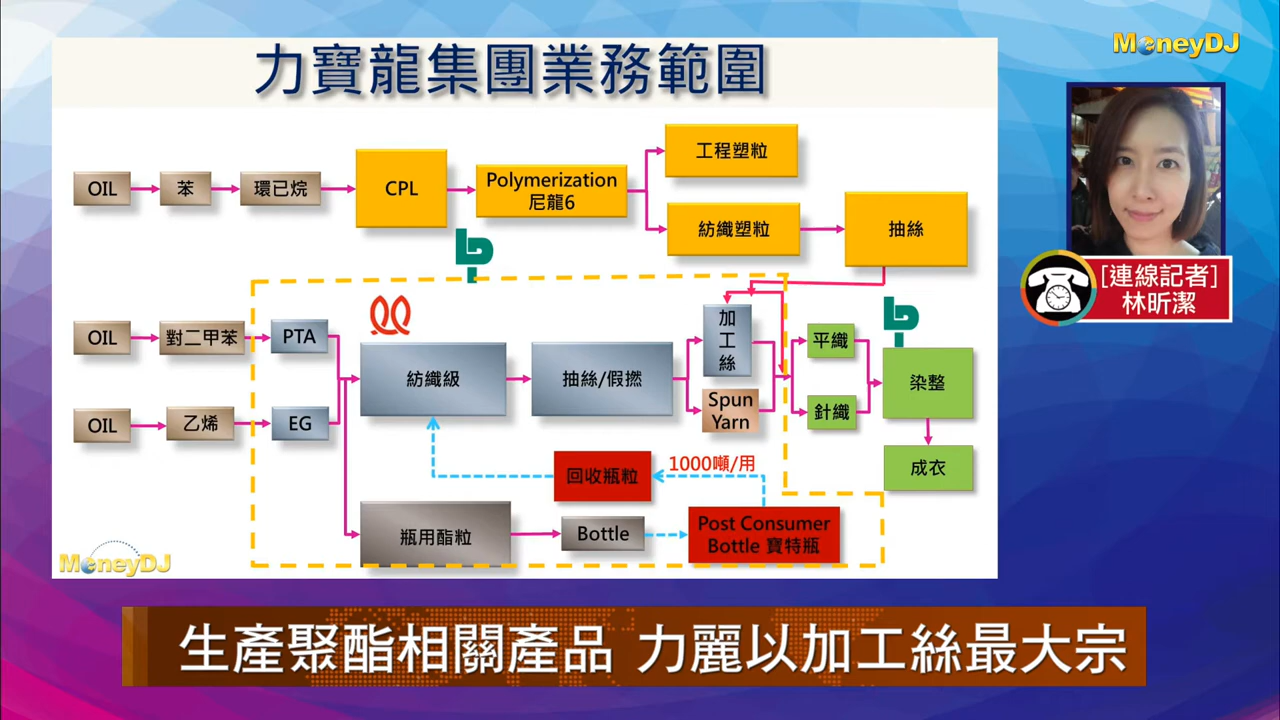 MoneyDJ
力寶龍集團業務範圍
OIL
苯
環已烷
CPL
Polymerization
尼龍6
工程塑粒
紡織塑粒
抽絲
[連線記者]
林昕潔
OIL
對二甲苯
PTA
紡織級
抽絲/假撚
加
工
絲
平織
染整
OIL
乙烯
EG
Spun
Yarn
針織
成衣
回收瓶粒
1000噸/用
瓶用酯粒
Bottle
Post Consumer
Bottle 寶特瓶
MoneyDJ
生產聚酯相關產品 力麗以加工絲最大宗